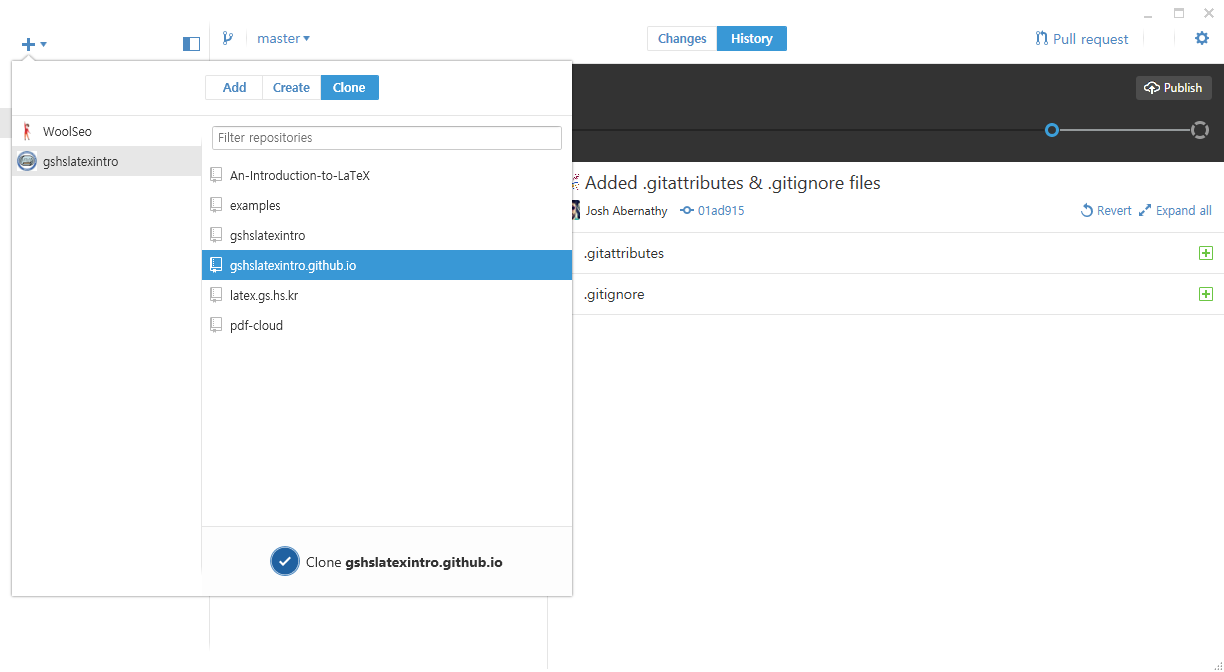 master
Changes
History
Pull request
Add
Create
Clone
Publish
WoolSeo
gshslatexintro
Filter repositories
An-Introduction-to-LaTeX
examples
gshslatexintro
gshslatexintro.github.io
latex.gs.hs.kr
pdf-cloud
Clone gshslatexintro.github.io
Added .gitattributes & .gitignore files
Josh Abernathy 01ad915
Revert Expand all
.gitattributes
.gitignore